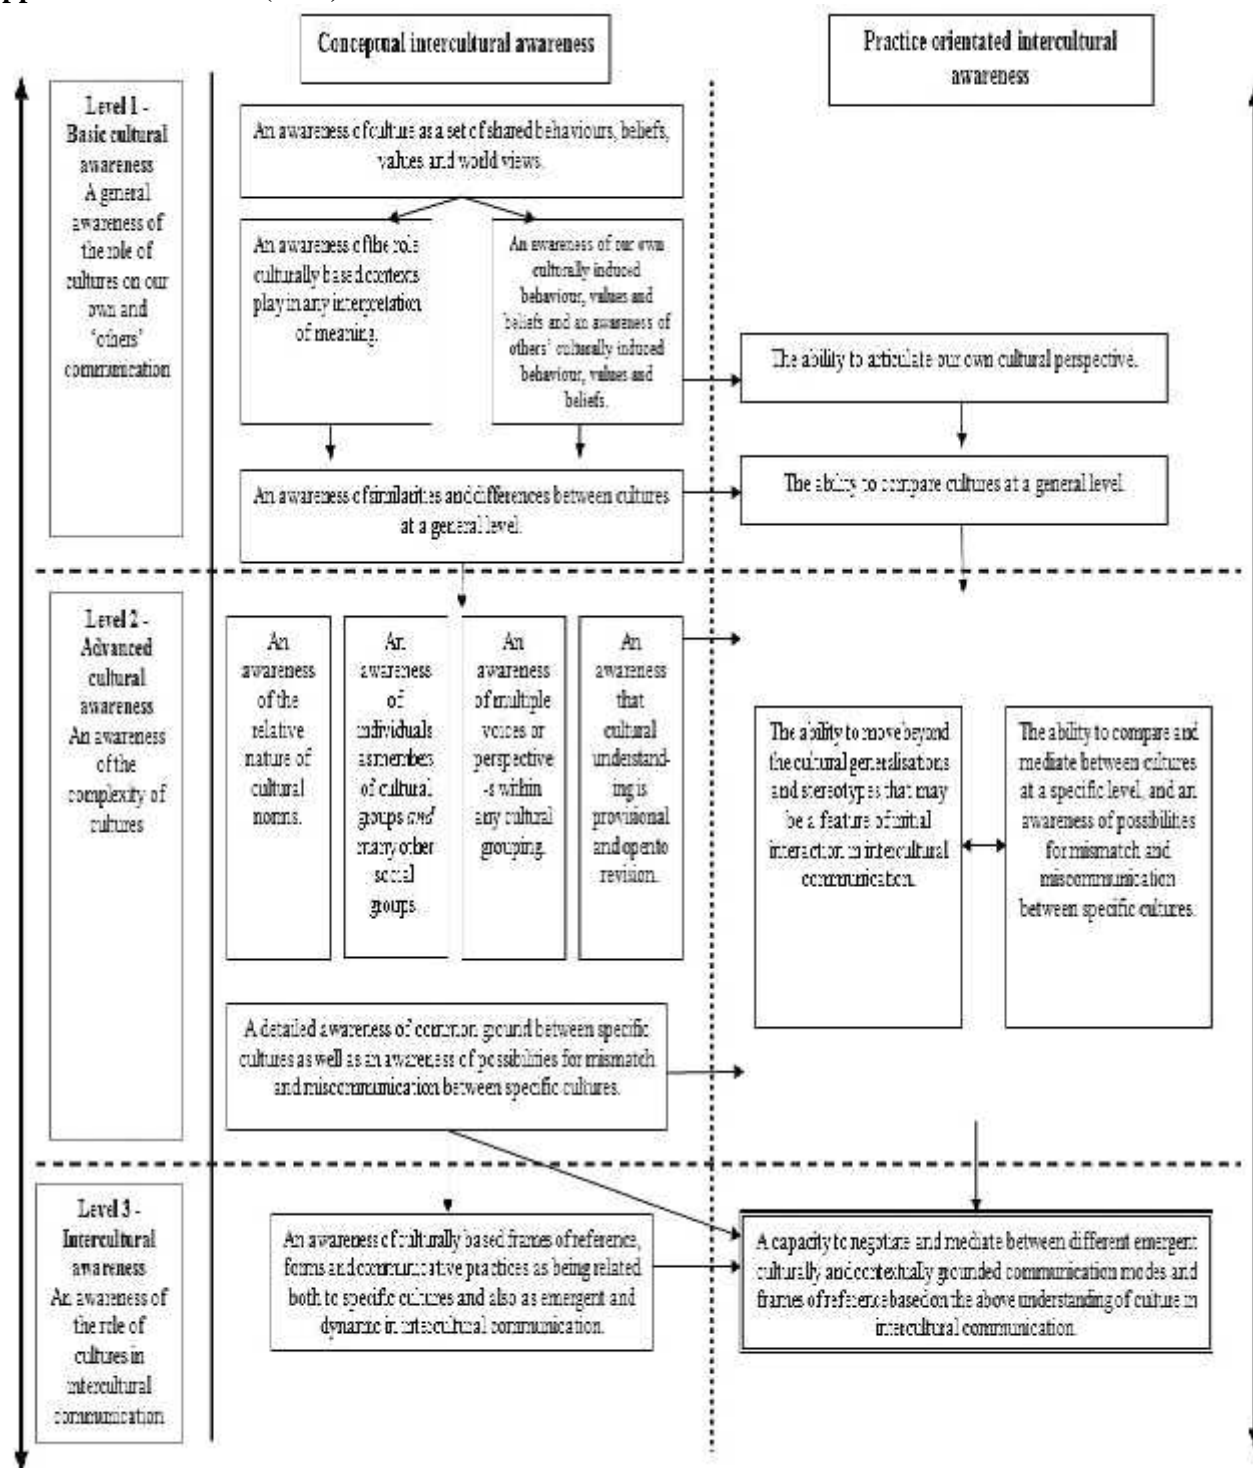 Conceptual intercultural awareness
Practice orientated intercultural
awareness
Level 1 -
Basic cultural
awareness
A general
awareness of
the role of
cultures on our
own and
‘others’
communication
An awareness of culture as a set of shared behaviours, beliefs,
values and world views.
An awareness of the role
culturally based contexts
play in any interpretation
of meaning.
An awareness of our own
culturally induced
behaviour, values and
beliefs and an awareness of
others’ culturally induced
behaviour, values and
beliefs.
The ability to articulate our own cultural perspective.
An awareness of similarities and differences between cultures
at a general level.
The ability to compare cultures at a general level.
Level 2 -
Advanced
cultural
awareness
An awareness
of the
complexity of
cultures
An
awareness
of the
relative
nature of
cultural
norms.
An
awareness
of
individuals
as members
of cultural
groups and
many other
social
groups.
An
awareness
of multiple
voices or
perspective
-s within
any cultural
grouping.
An
awareness
that
cultural
understand-
ing is
provisional
and open to
revision.
The ability to move beyond
the cultural generalisations
and stereotypes that may
be a feature of initial
interaction in intercultural
communication.
The ability to compare and
mediate between cultures
at a specific level, and an
awareness of possibilities
for mismatch and
miscommunication
between specific cultures.
A detailed awareness of common ground between specific
cultures as well as an awareness of possibilities for mismatch
and miscommunication between specific cultures.
Level 3 -
Intercultural
awareness
An awareness of
the role of
cultures in
intercultural
communication
An awareness of culturally based frames of reference,
forms and communicative practices as being related
both to specific cultures and also as emergent and
dynamic in intercultural communication.
A capacity to negotiate and mediate between different emergent
culturally and contextually grounded communication modes and
frames of reference based on the above understanding of culture in
intercultural communication.